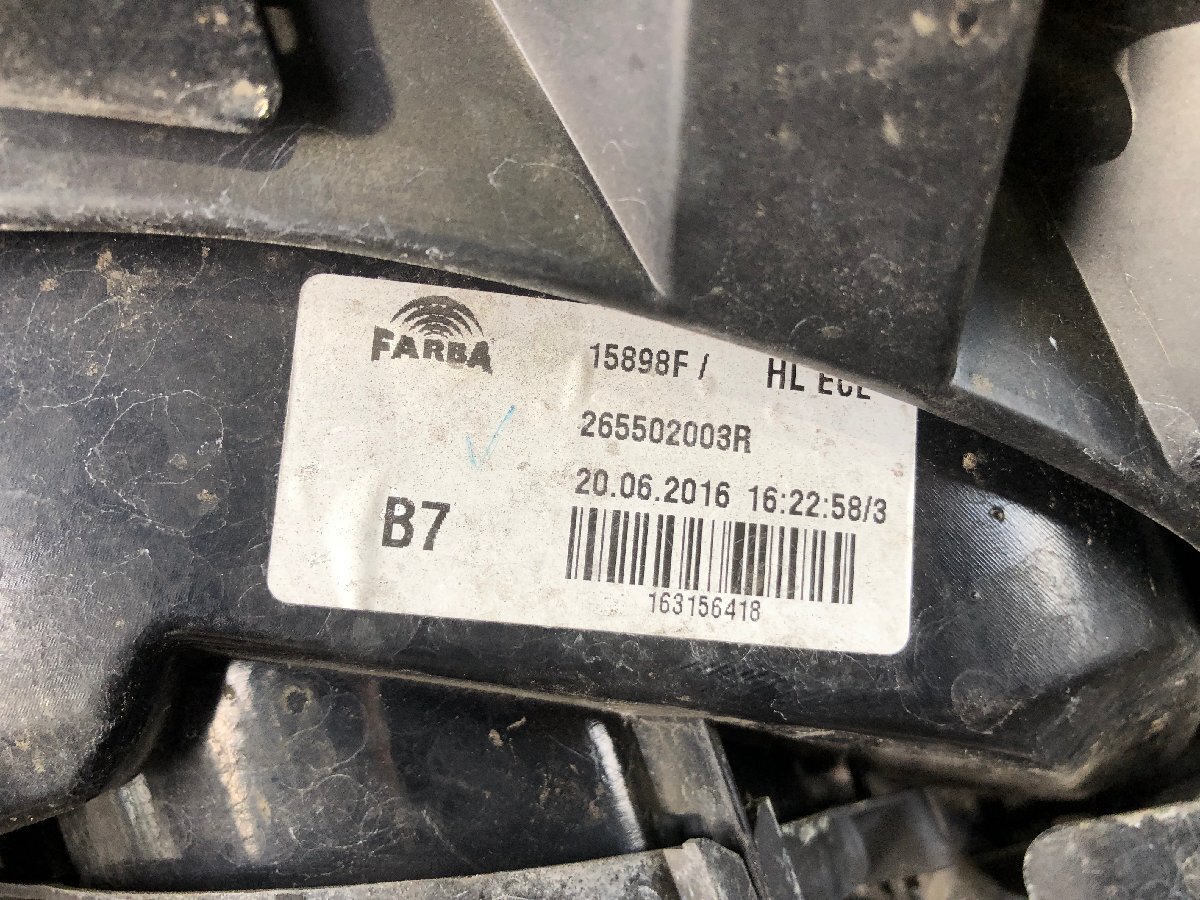 FARBA
15898F / HL ECE
265502003R
20.06.2016 16:22:58/3
B7
163156418